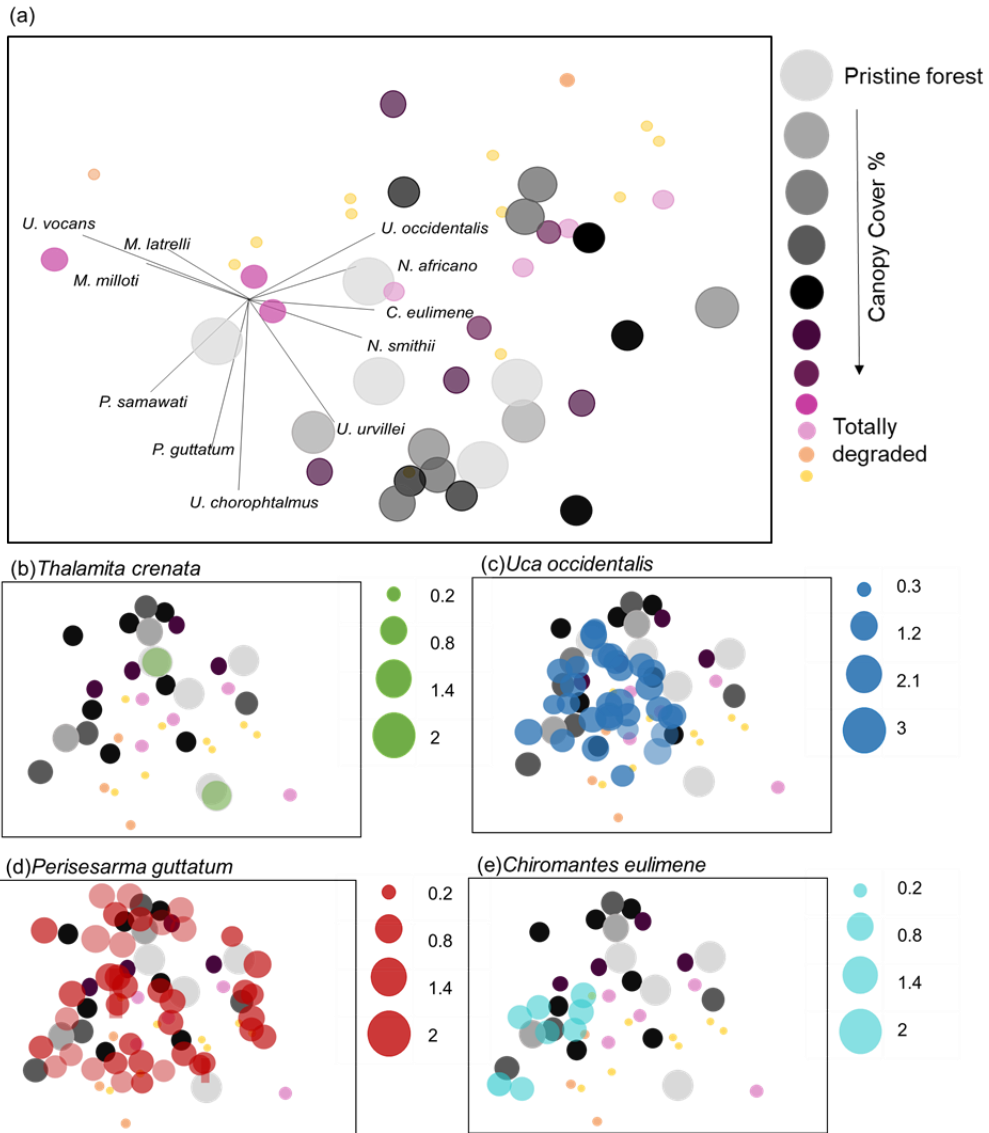 (a)
Pristine forest
Canopy Cover %
Totally
degraded
U. vocans
M. latrelli
M. milloti
U. occidentalis
N. africano
C. eulimene
N. smithii
P. samawati
U. urvillei
P. guttatum
U. chorophtalmus
(b)Thalamita crenata
0.2
0.8
1.4
2
(c)Uca occidentalis
0.3
1.2
2.1
3
(d)Perisesarma guttatum
0.2
0.8
1.4
2
(e)Chiromantes eulimene
0.2
0.8
1.4
2